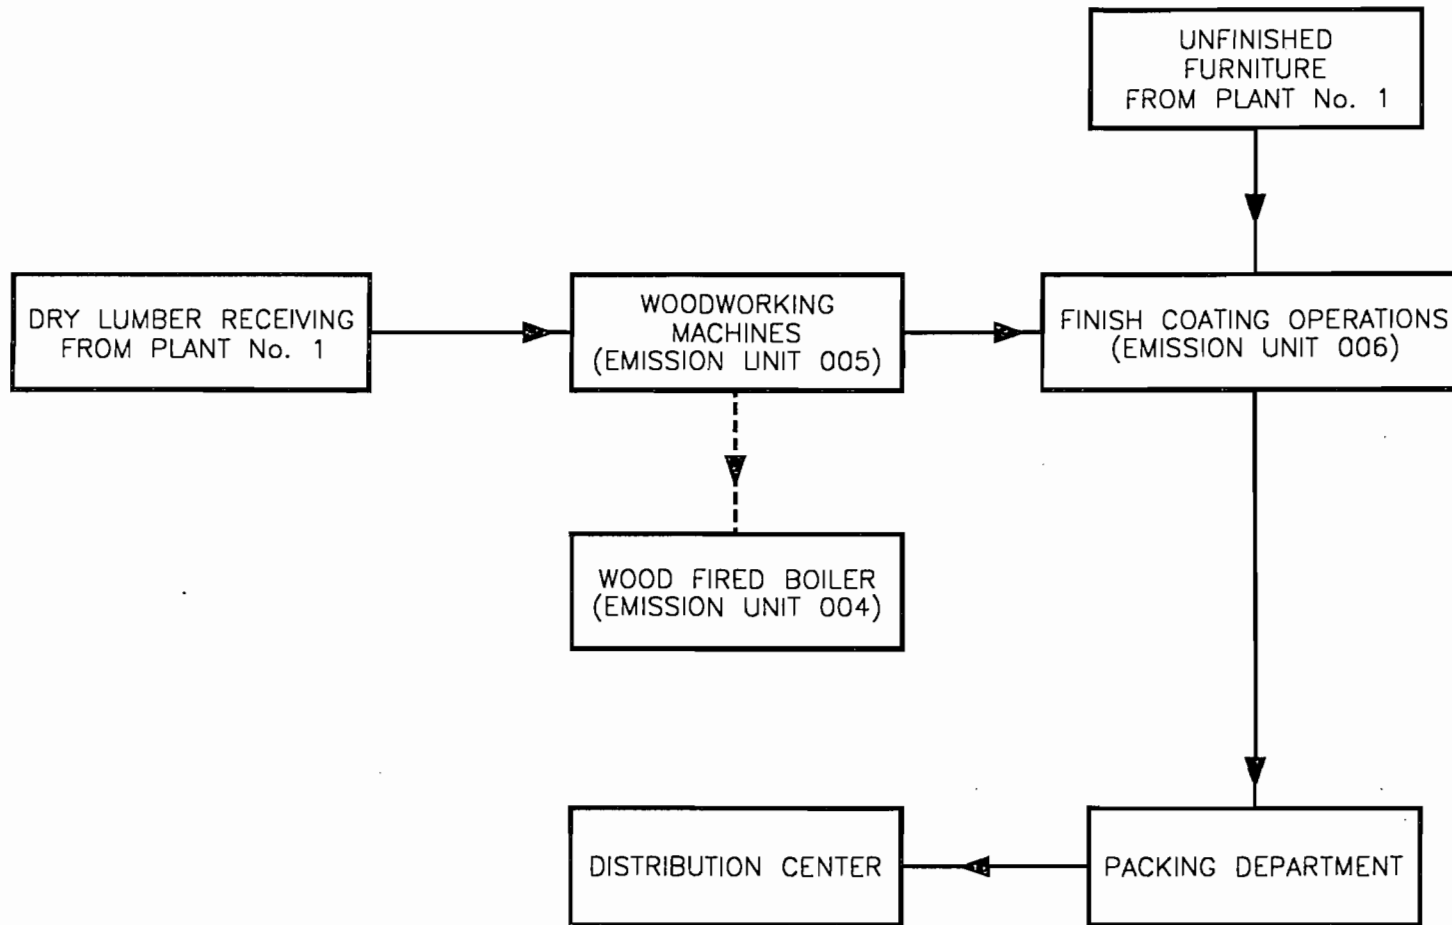 UNFINISHED
FURNITURE
FROM PLANT No. 1
DRY LUMBER RECEIVING
FROM PLANT No. 1
WOODWORKING
MACHINES
(EMISSION UNIT 005)
FINISH COATING OPERATIONS
(EMISSION UNIT 006)
WOOD FIRED BOILER
(EMISSION UNIT 004)
DISTRIBUTION CENTER
PACKING DEPARTMENT